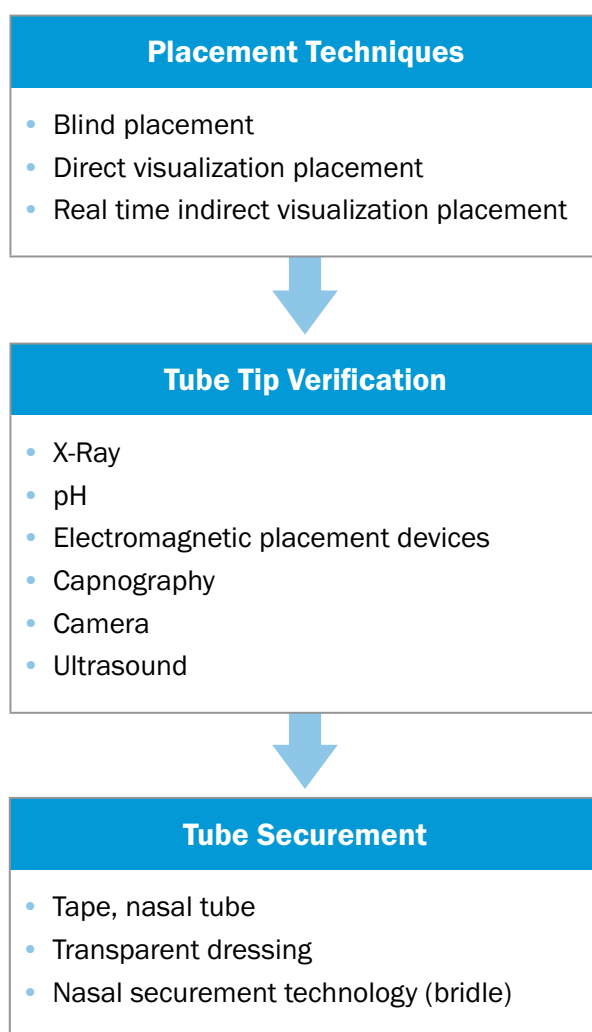 Placement Techniques
• Blind placement
• Direct visualization placement
• Real time indirect visualization placement
Tube Tip Verification
• X-Ray
• pH
• Electromagnetic placement devices
• Capnography
• Camera
• Ultrasound
Tube Securement
• Tape, nasal tube
• Transparent dressing
• Nasal securement technology (bridle)